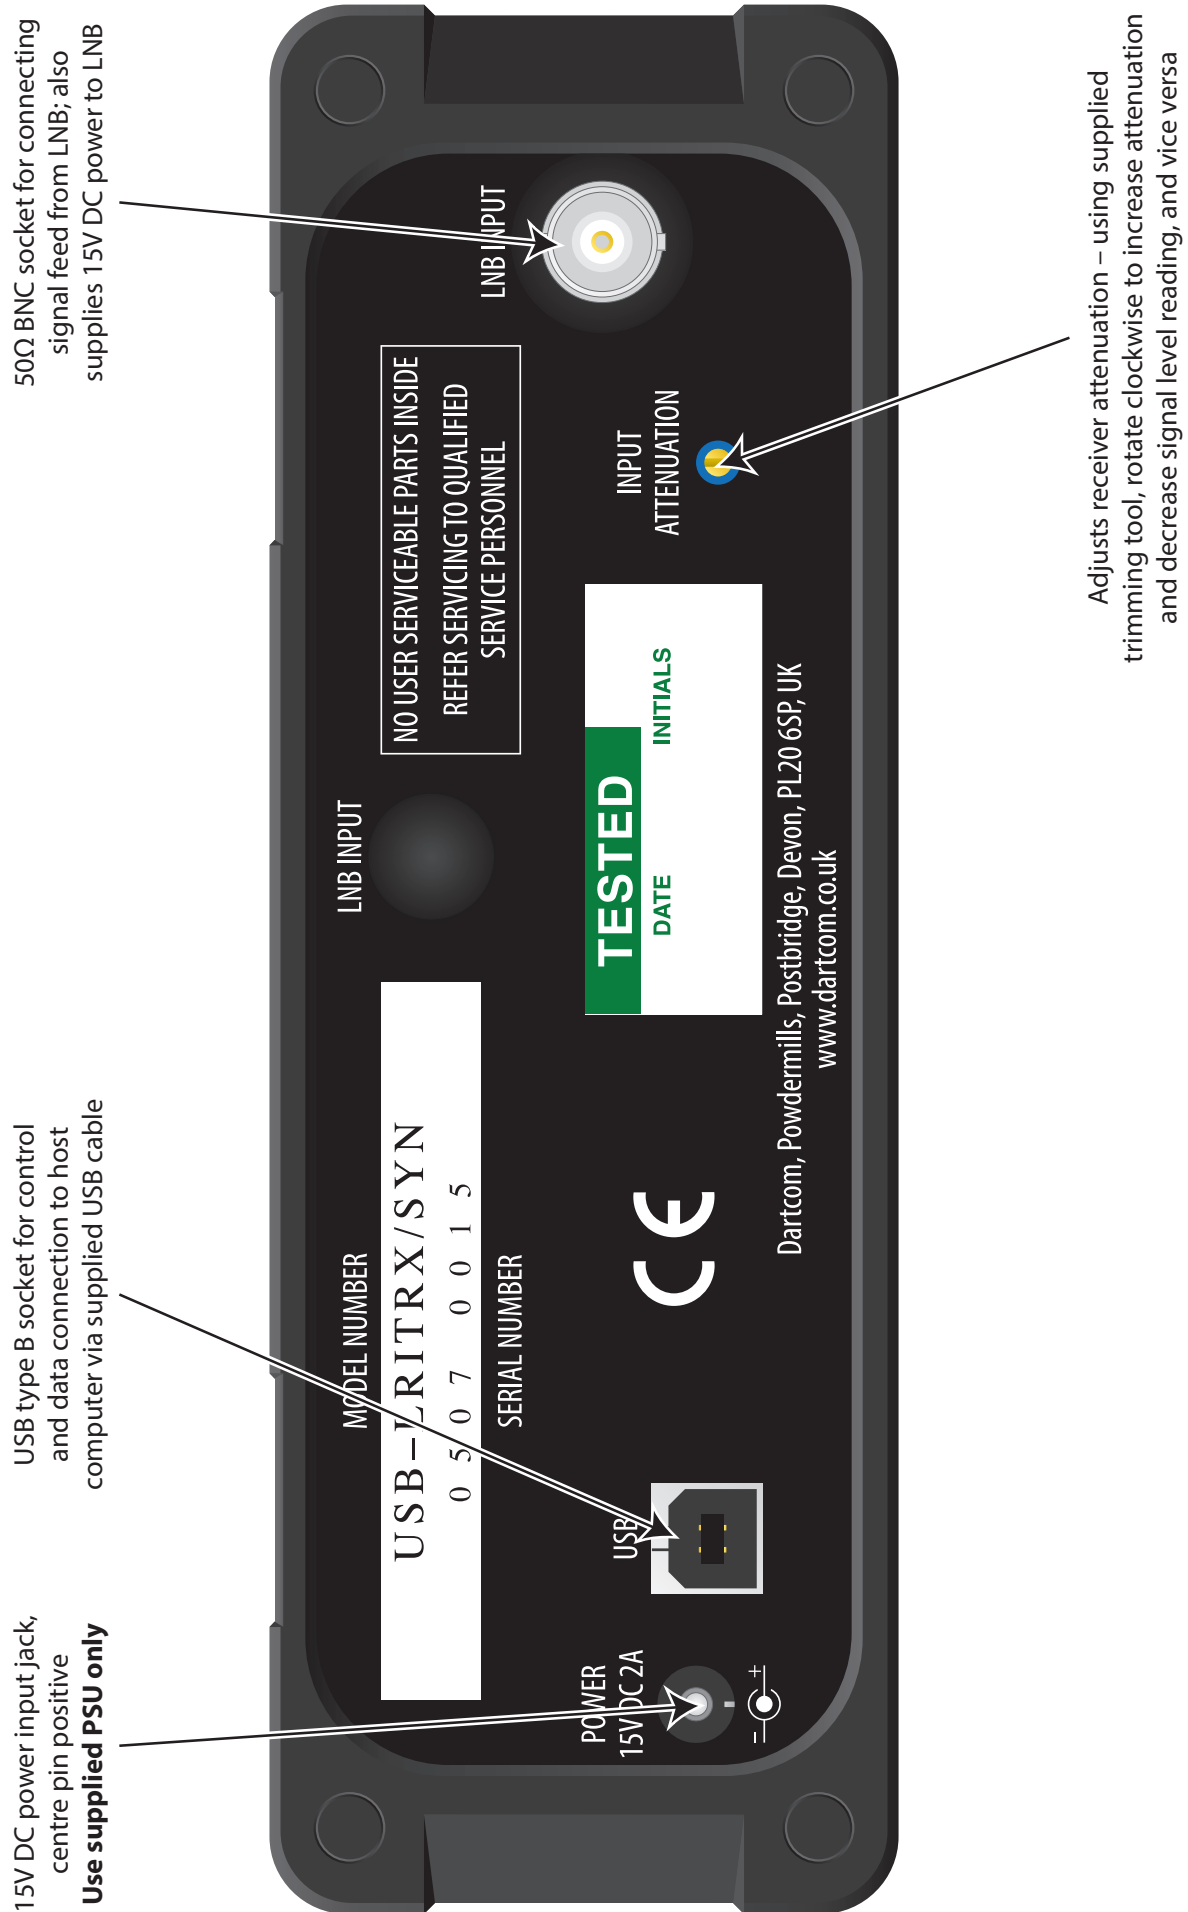 15V DC power input jack,
centre pin positive
Use supplied PSU only
USB type B socket for control
and data connection to host
computer via supplied USB cable
50Ω BNC socket for connecting
signal feed from LNB; also
supplies 15V DC power to LNB
MODEL NUMBER
USB–LRITRX/SYN
0507 0015
SERIAL NUMBER
LNB INPUT
NO USER SERVICEABLE PARTS INSIDE
REFER SERVICING TO QUALIFIED
SERVICE PERSONNEL
LNB INPUT
POWER
15V DC 2A
– +
USB
CE
TESTED
DATE INITIALS
INPUT
ATTENUATION
Dartcom, Powdermills, Postbridge, Devon, PL20 6SP, UK
www.dartcom.co.uk
Adjusts receiver attenuation – using supplied
trimming tool, rotate clockwise to increase attenuation
and decrease signal level reading, and vice versa